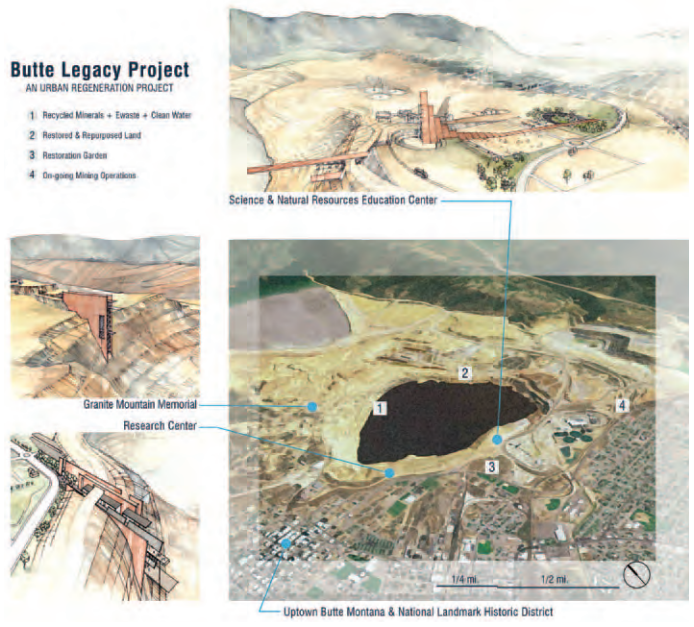 Butte Legacy Project
AN URBAN REGENERATION PROJECT
1 Recycled Minerals + Ewaste + Clean Water
2 Restored & Repurposed Land
3 Restoration Garden
4 On-going Mining Operations
Science & Natural Resources Education Center
Granite Mountain Memorial
Research Center
1
2
3
4
1/4 mi.
1/2 mi.
Uptown Butte Montana & National Landmark Historic District